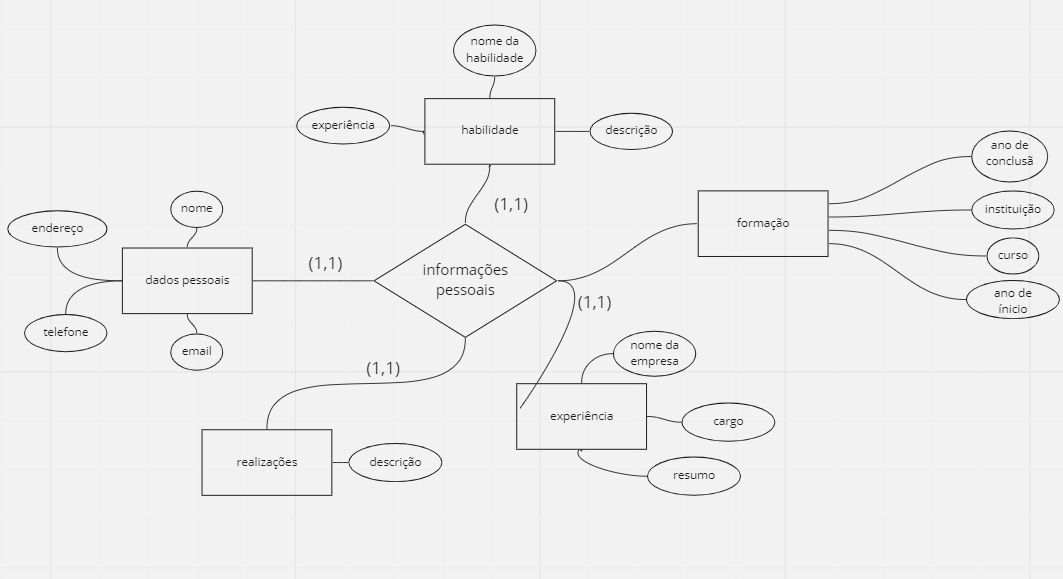 nome da
habilidade
experiência
habilidade
descrição
ano de
conclusã
(1,1)
nome
instituição
endereço
formação
curso
(1,1)
informações
pessoais
dados pessoais
ano de
ínicio
(1,1)
telefone
email
nome da
empresa
(1,1)
experiência
cargo
realizações
descrição
resumo